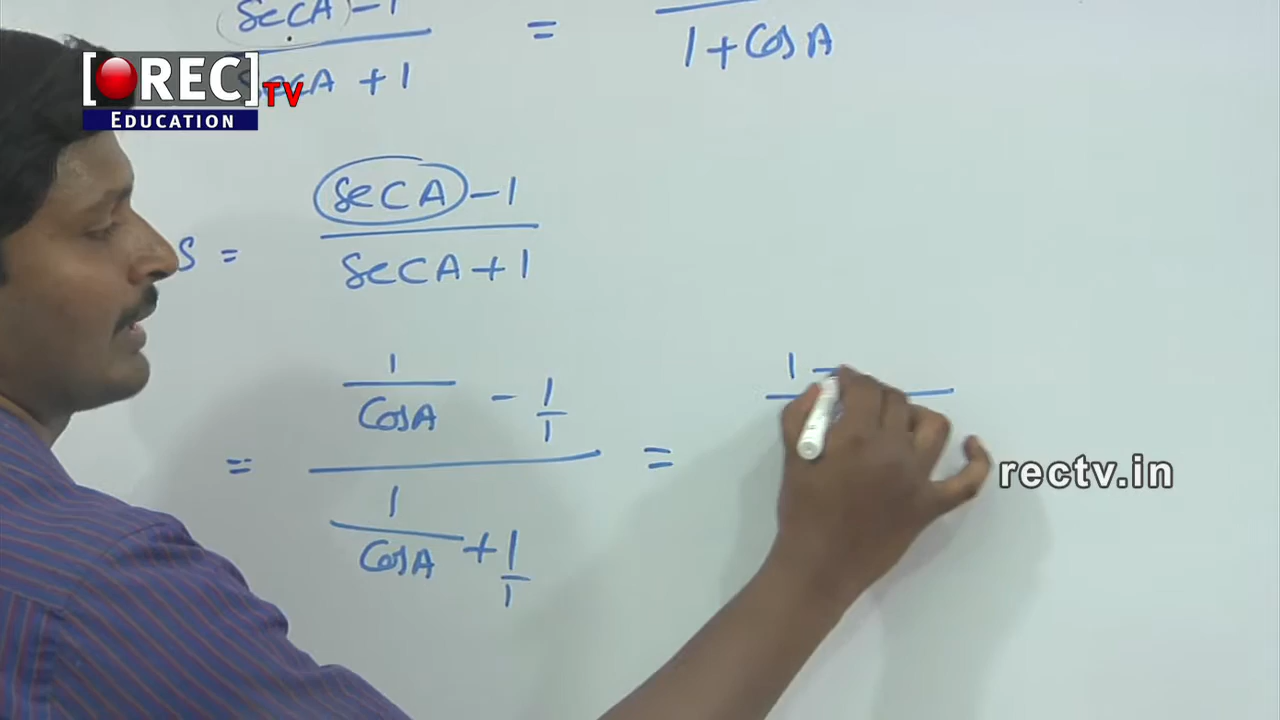 secA - 1
secA + 1
=
1 + cosA
[REC] TV
EDUCATION
S =
secA - 1
secA + 1
=
1
cosA
- 1
1
1
cosA
+ 1
1
=
1 -
rectv.in